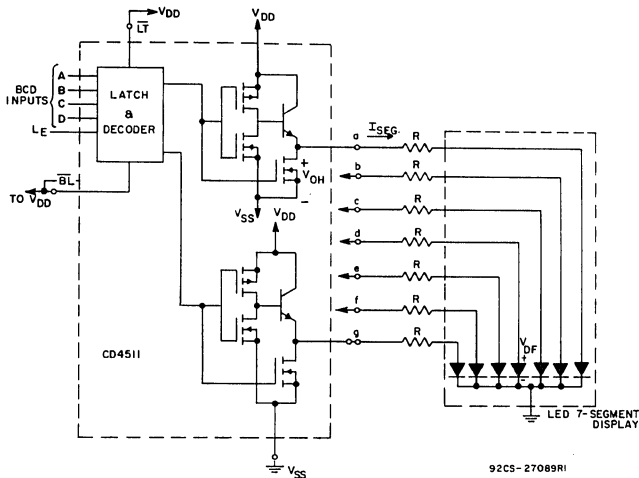 VDD
LT
VDD
BCD
INPUTS
A
B
C
D
LE
LATCH
&
DECODER
BL
TO VDD
+
VOH
-
VSS
VDD
CD4511
VSS
a
ISEG.
R
b
R
c
R
d
R
e
R
f
R
g
R
VDF
+
-
LED 7-SEGMENT
DISPLAY
92CS-27089RI